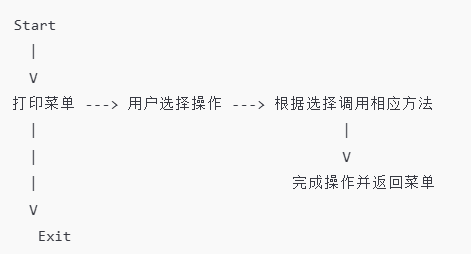 Start
|
V
打印菜单 ---> 用户选择操作 ---> 根据选择调用相应方法
| |
| V
| 完成操作并返回菜单
V
Exit